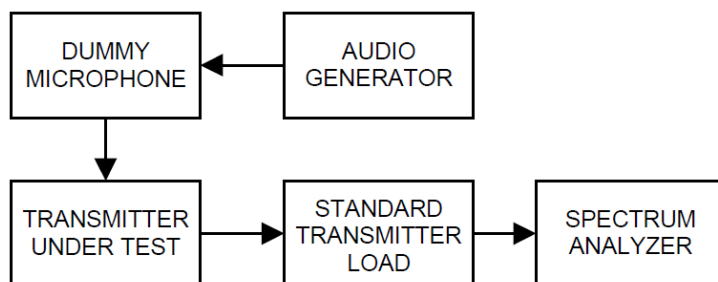 DUMMY
MICROPHONE
AUDIO
GENERATOR
TRANSMITTER
UNDER TEST
STANDARD
TRANSMITTER
LOAD
SPECTRUM
ANALYZER